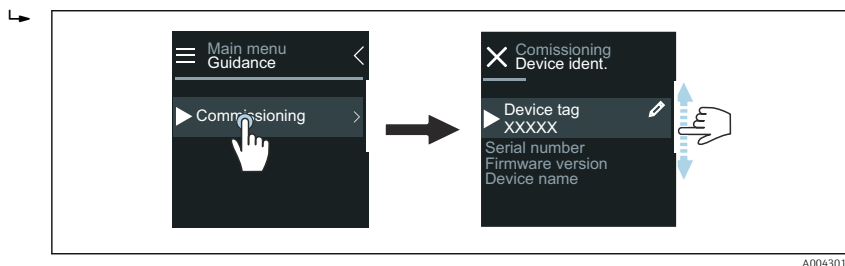 Main menu
Guidance
Commissioning
Comissioning
Device ident.
Device tag
XXXXX
Serial number
Firmware version
Device name
A004301